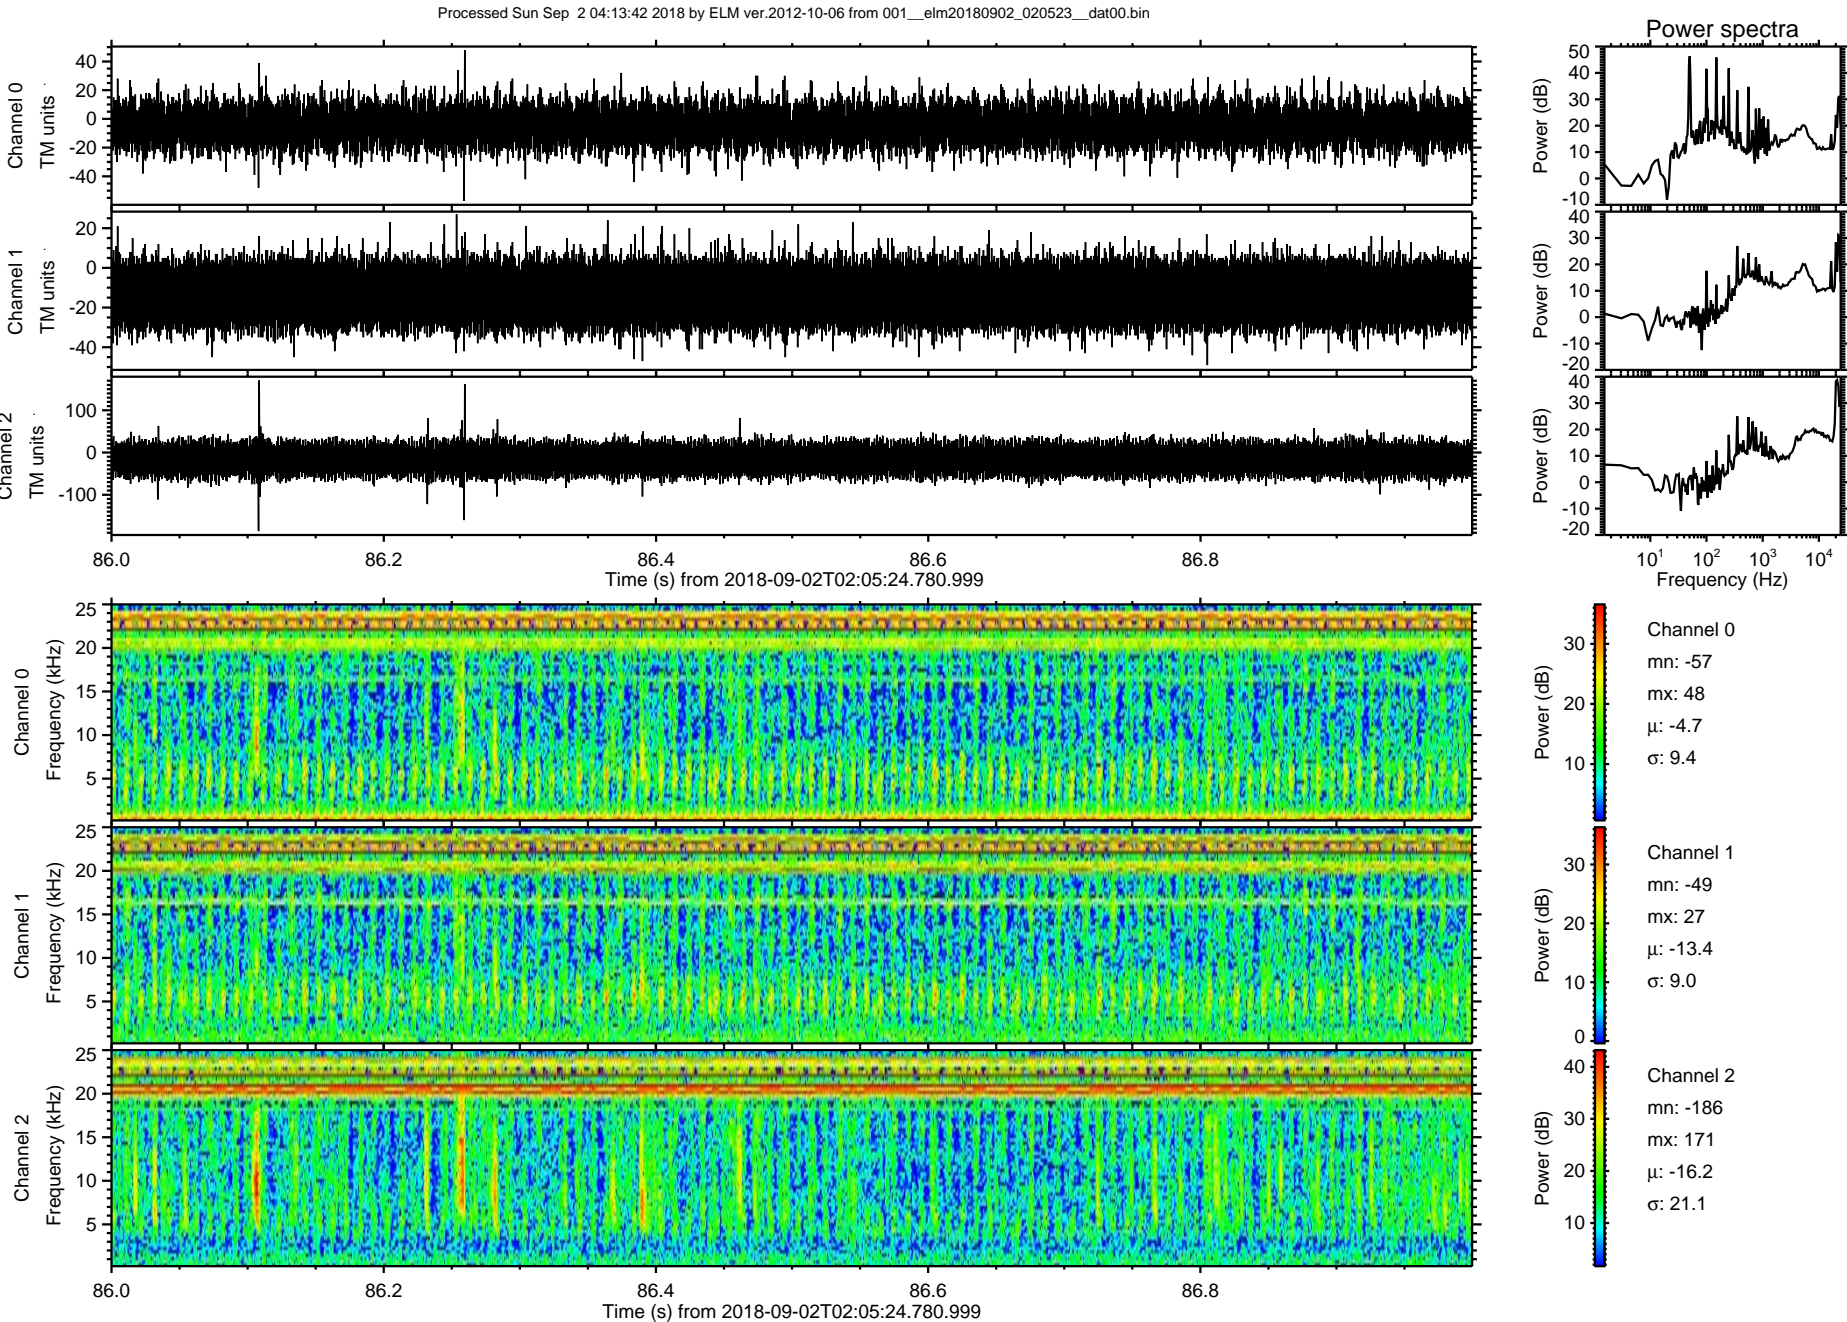 Processed Sun Sep 2 04:13:42 2018 by ELM ver.2012-10-06 from 001__elm20180902_020523__dat00.bin
Power spectra
Channel 0
TM units
40
20
0
-20
-40
Power (dB)
50
40
30
20
10
0
-10
Channel 1
TM units
20
0
-20
-40
Power (dB)
40
30
20
10
0
-10
-20
Channel 2
TM units
100
0
-100
Power (dB)
40
30
20
10
0
-10
-20
86.0 86.2 86.4 86.6 86.8
Time (s) from 2018-09-02T02:05:24.780.999
10¹ 10² 10³ 10⁴
Frequency (Hz)
Channel 0
Frequency (kHz)
25
20
15
10
5
Power (dB)
30
20
10
Channel 0
mn: -57
mx: 48
μ: -4.7
σ: 9.4
Channel 1
Frequency (kHz)
25
20
15
10
5
Power (dB)
30
20
10
0
Channel 1
mn: -49
mx: 27
μ: -13.4
σ: 9.0
Channel 2
Frequency (kHz)
25
20
15
10
5
Power (dB)
40
30
20
10
Channel 2
mn: -186
mx: 171
μ: -16.2
σ: 21.1
86.0 86.2 86.4 86.6 86.8
Time (s) from 2018-09-02T02:05:24.780.999